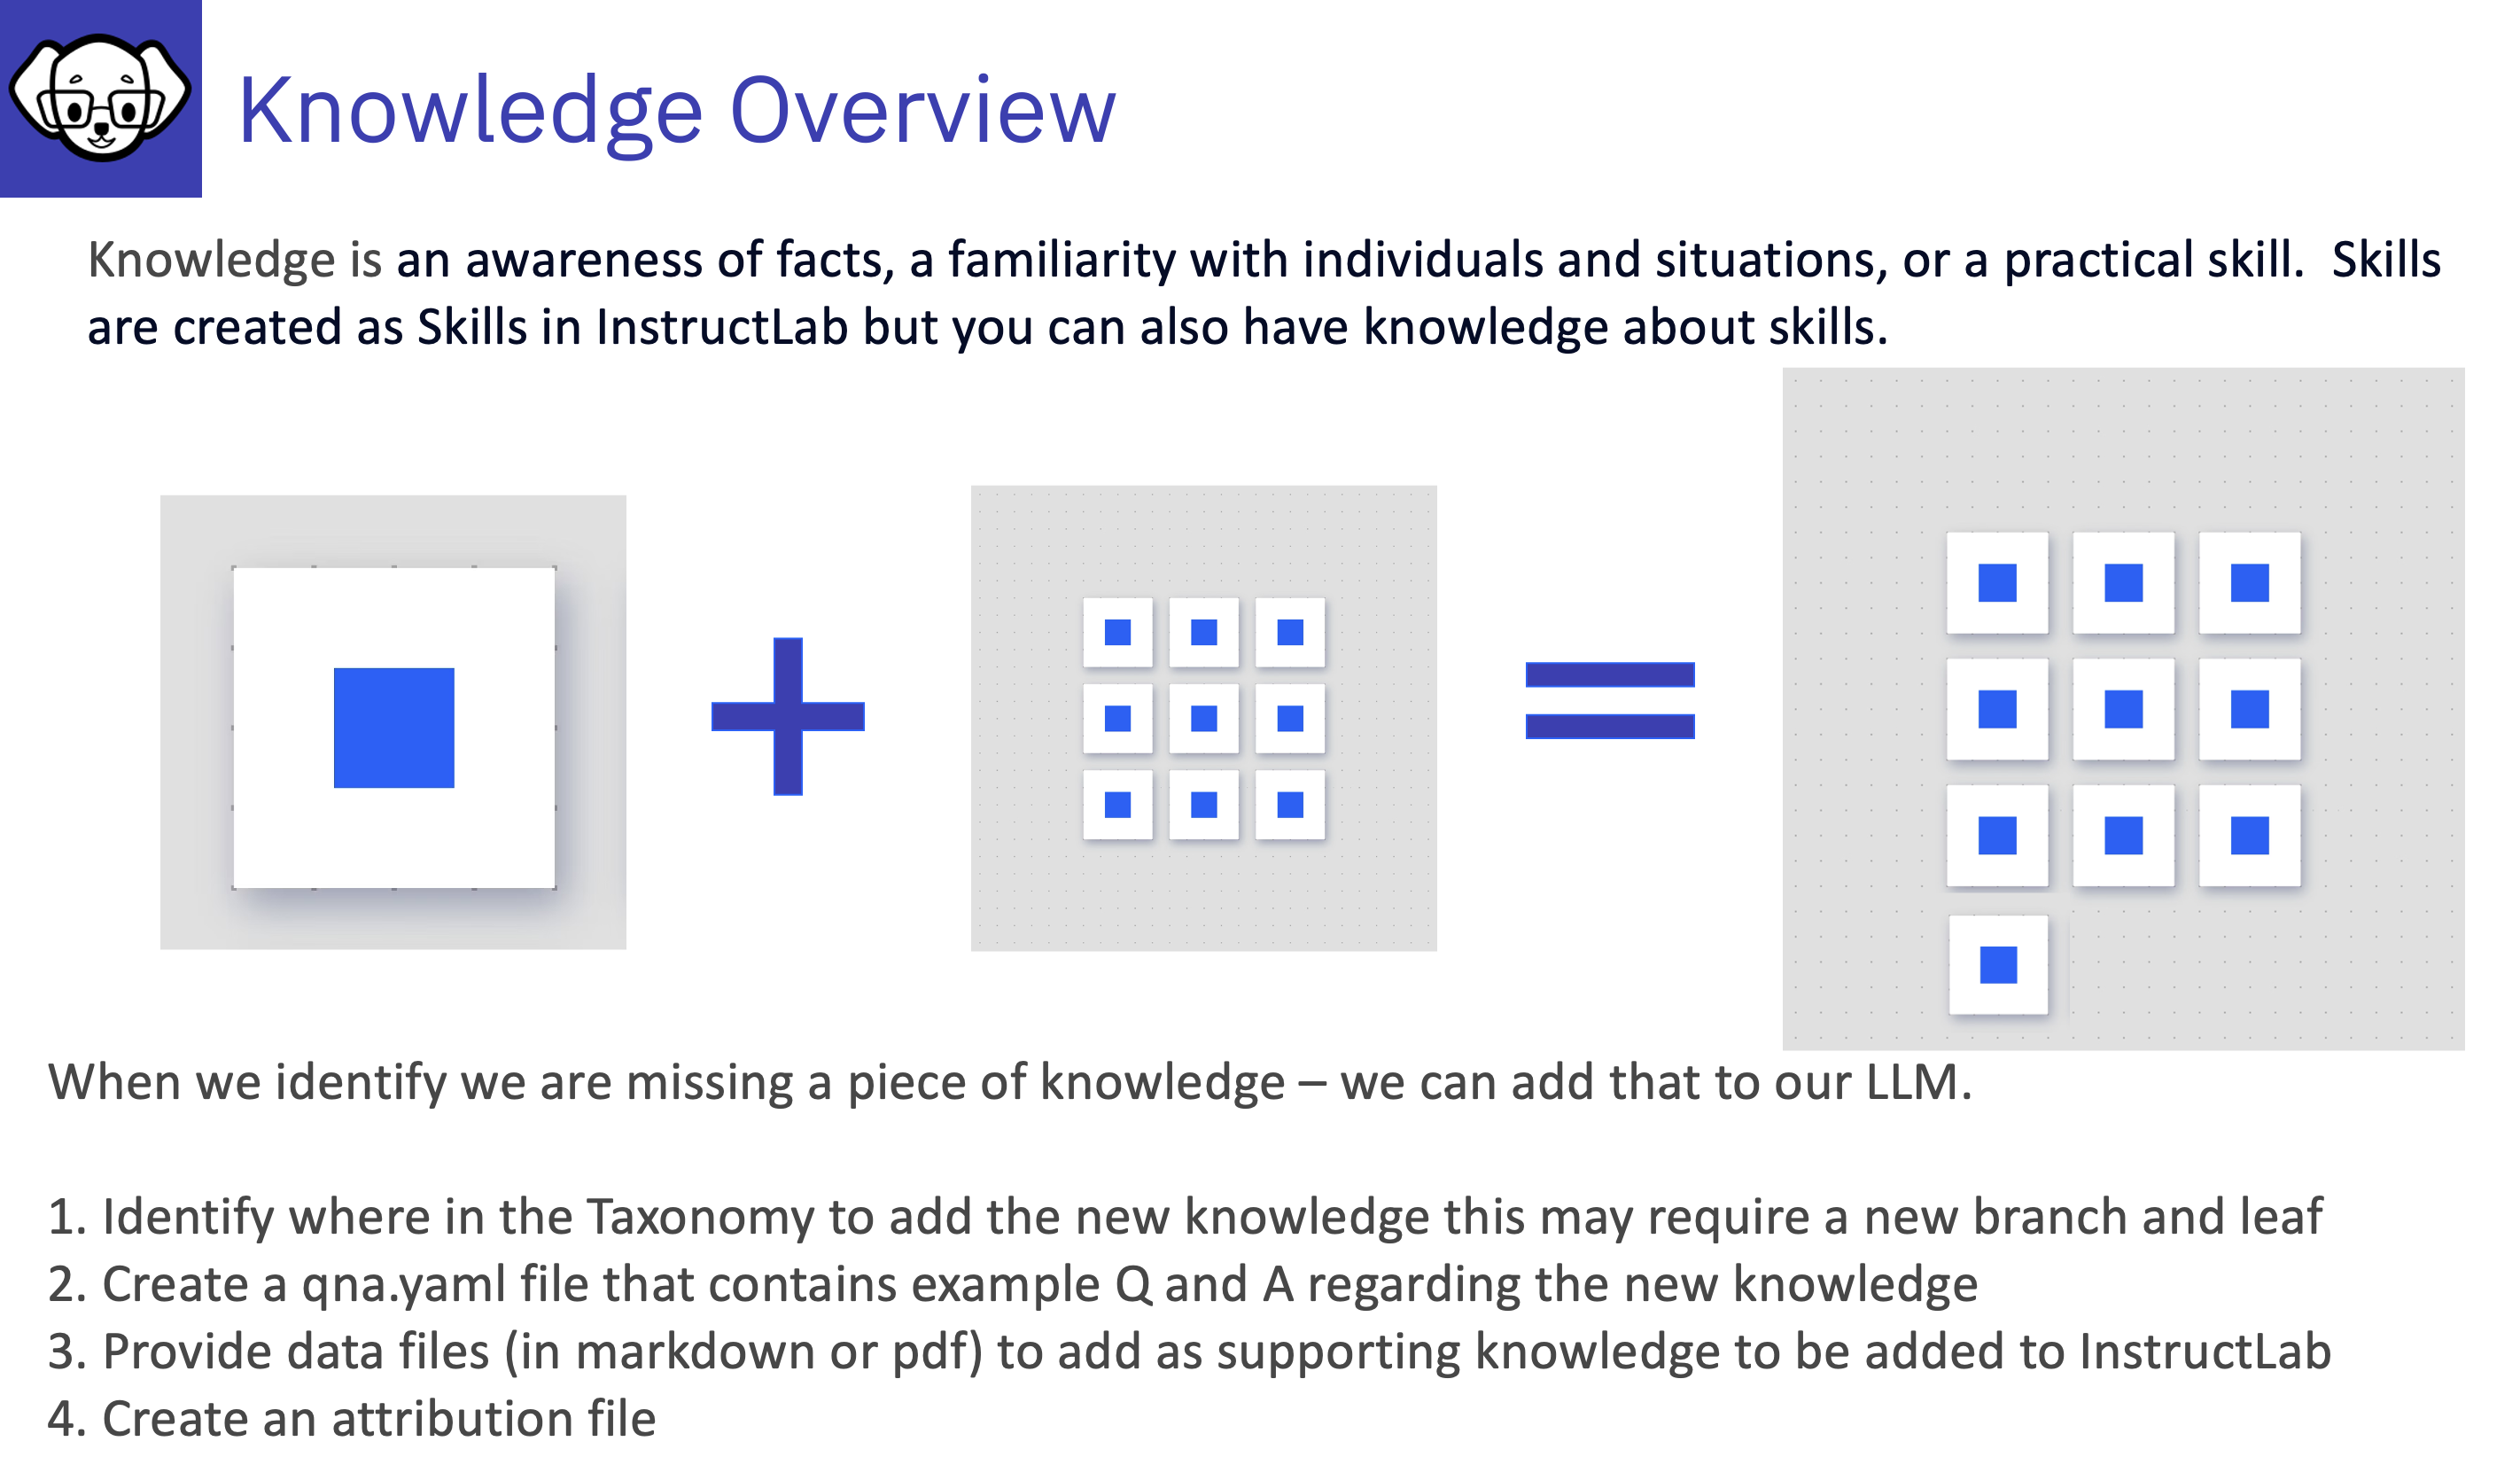 Knowledge Overview
Knowledge is an awareness of facts, a familiarity with individuals and situations, or a practical skill.  Skills
are created as Skills in InstructLab but you can also have knowledge about skills.
When we identify we are missing a piece of knowledge – we can add that to our LLM.
1. Identify where in the Taxonomy to add the new knowledge this may require a new branch and leaf
2. Create a qna.yaml file that contains example Q and A regarding the new knowledge
3. Provide data files (in markdown or pdf) to add as supporting knowledge to be added to InstructLab
4. Create an attribution file